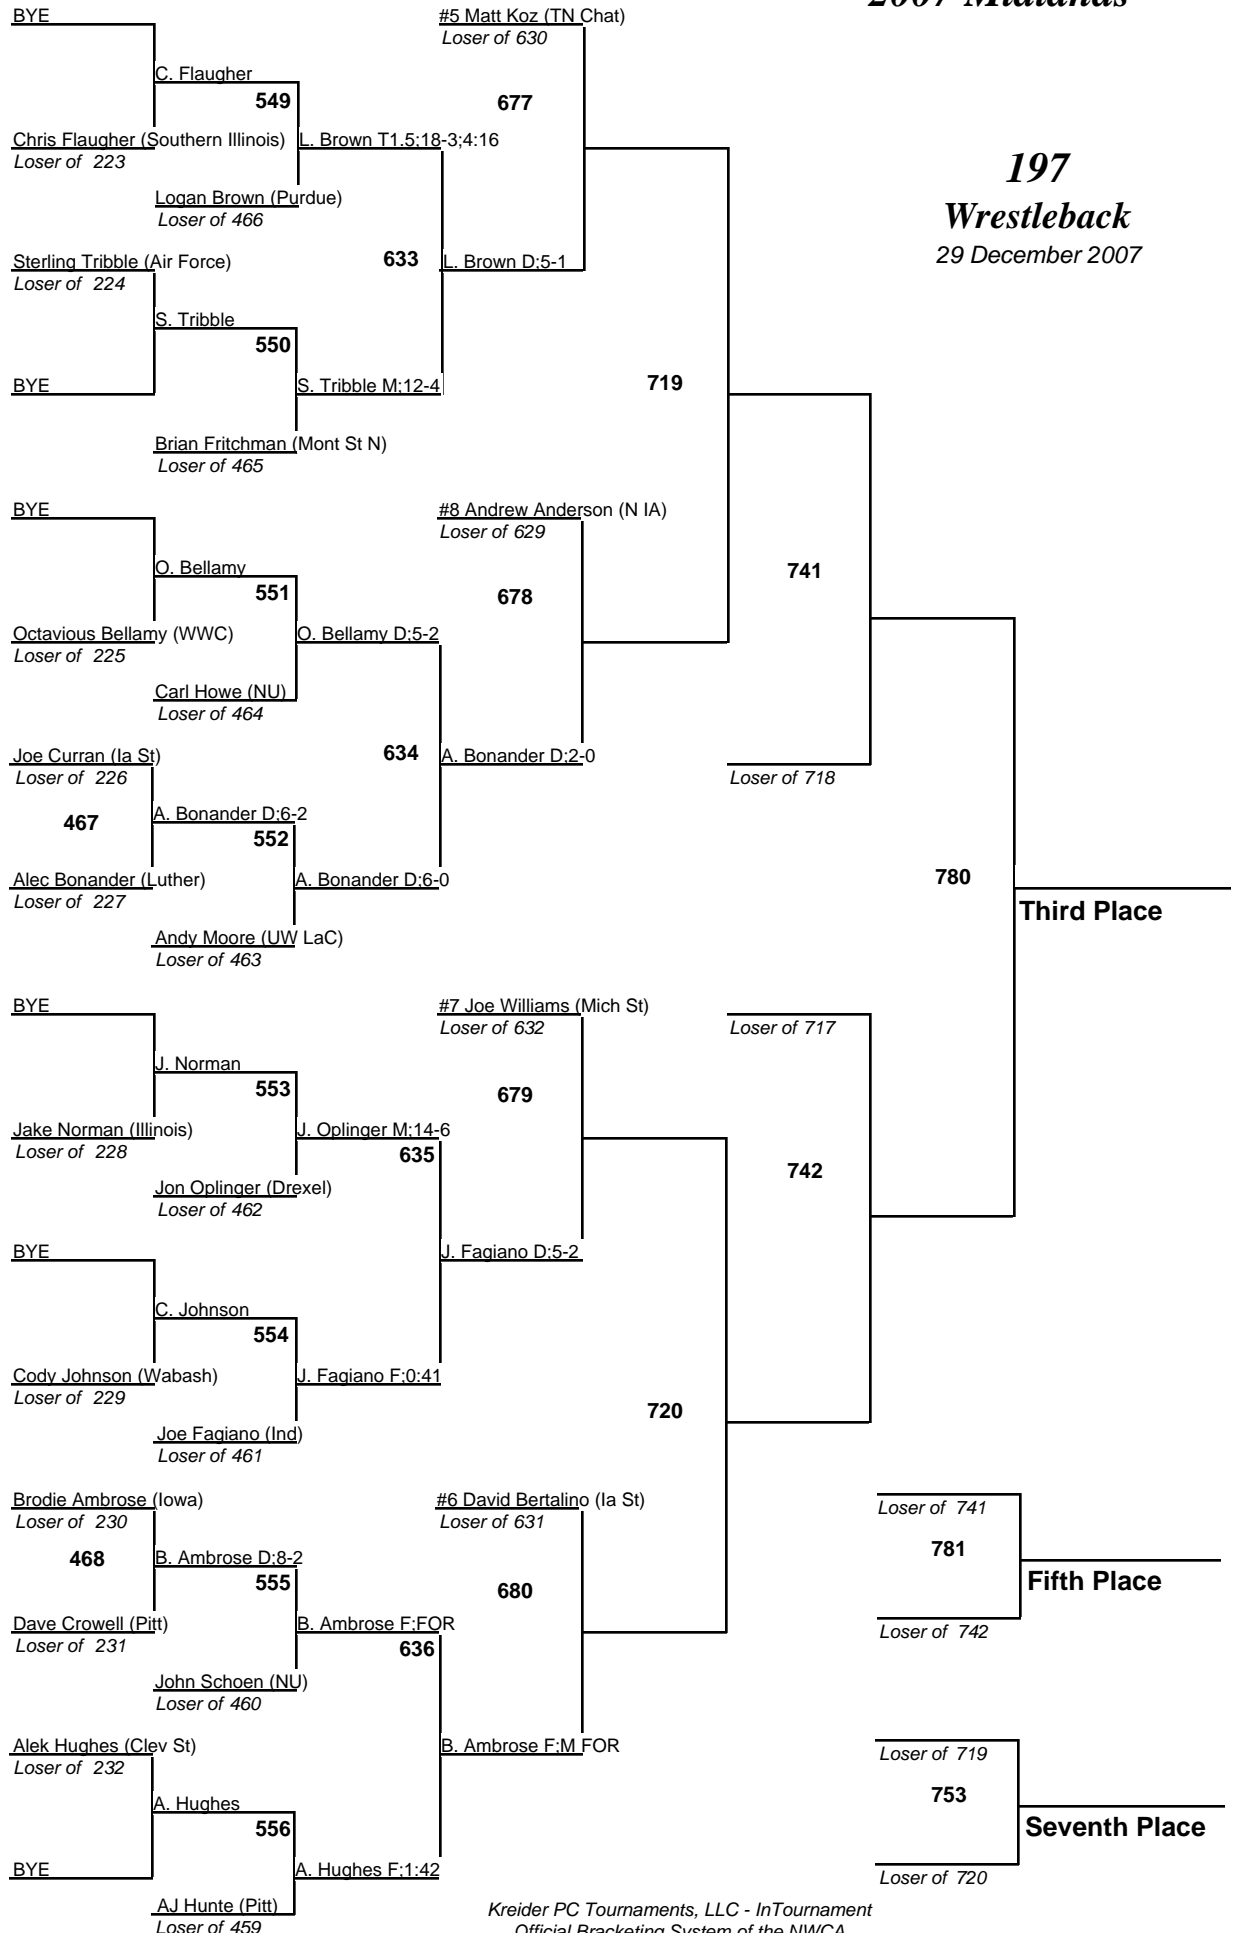 2007 Midlands
197
Wrestleback
29 December 2007
BYE
C. Flaugher
549
Chris Flaugher (Southern Illinois)
Loser of 223
L. Brown T1.5;18-3;4:16
Logan Brown (Purdue)
Loser of 466
Sterling Tribble (Air Force)
Loser of 224
633
L. Brown D;5-1
S. Tribble
550
BYE
S. Tribble M;12-4
Brian Fritchman (Mont St N)
Loser of 465
#5 Matt Koz (TN Chat)
Loser of 630
677
719
BYE
O. Bellamy
551
Octavious Bellamy (WWC)
Loser of 225
O. Bellamy D;5-2
Carl Howe (NU)
Loser of 464
#8 Andrew Anderson (N IA)
Loser of 629
678
741
Joe Curran (Ia St)
Loser of 226
467
A. Bonander D;6-2
552
Alec Bonander (Luther)
Loser of 227
A. Bonander D;6-0
Andy Moore (UW LaC)
Loser of 463
634
A. Bonander D;2-0
Loser of 718
780
Third Place
BYE
J. Norman
553
Jake Norman (Illinois)
Loser of 228
J. Oplinger M;14-6
635
Jon Oplinger (Drexel)
Loser of 462
#7 Joe Williams (Mich St)
Loser of 632
679
Loser of 717
742
BYE
J. Fagiano D;5-2
C. Johnson
554
Cody Johnson (Wabash)
Loser of 229
J. Fagiano F;0:41
Joe Fagiano (Ind)
Loser of 461
720
Brodie Ambrose (Iowa)
Loser of 230
468
B. Ambrose D;8-2
555
Dave Crowell (Pitt)
Loser of 231
B. Ambrose F;FOR
636
John Schoen (NU)
Loser of 460
#6 David Bertalino (Ia St)
Loser of 631
680
Loser of 741
781
Fifth Place
Loser of 742
Alek Hughes (Clev St)
Loser of 232
B. Ambrose F;M FOR
A. Hughes
556
BYE
A. Hughes F;1:42
AJ Hunte (Pitt)
Loser of 459
Loser of 719
753
Seventh Place
Loser of 720
Kreider PC Tournaments, LLC - InTournament
Official Bracketing System of the NWCA